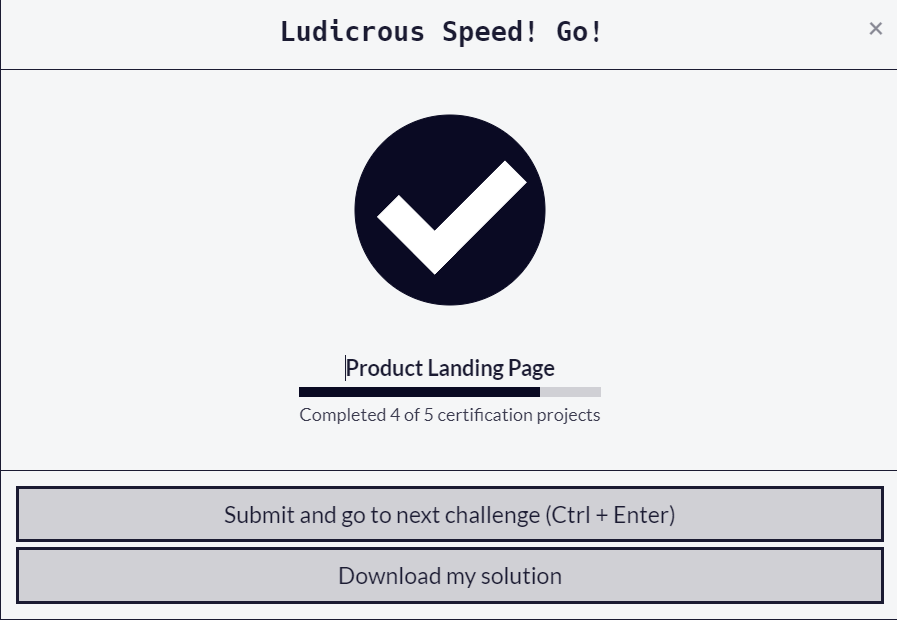 Ludicrous Speed! Go!
×
Product Landing Page
Completed 4 of 5 certification projects
Submit and go to next challenge (Ctrl + Enter)
Download my solution